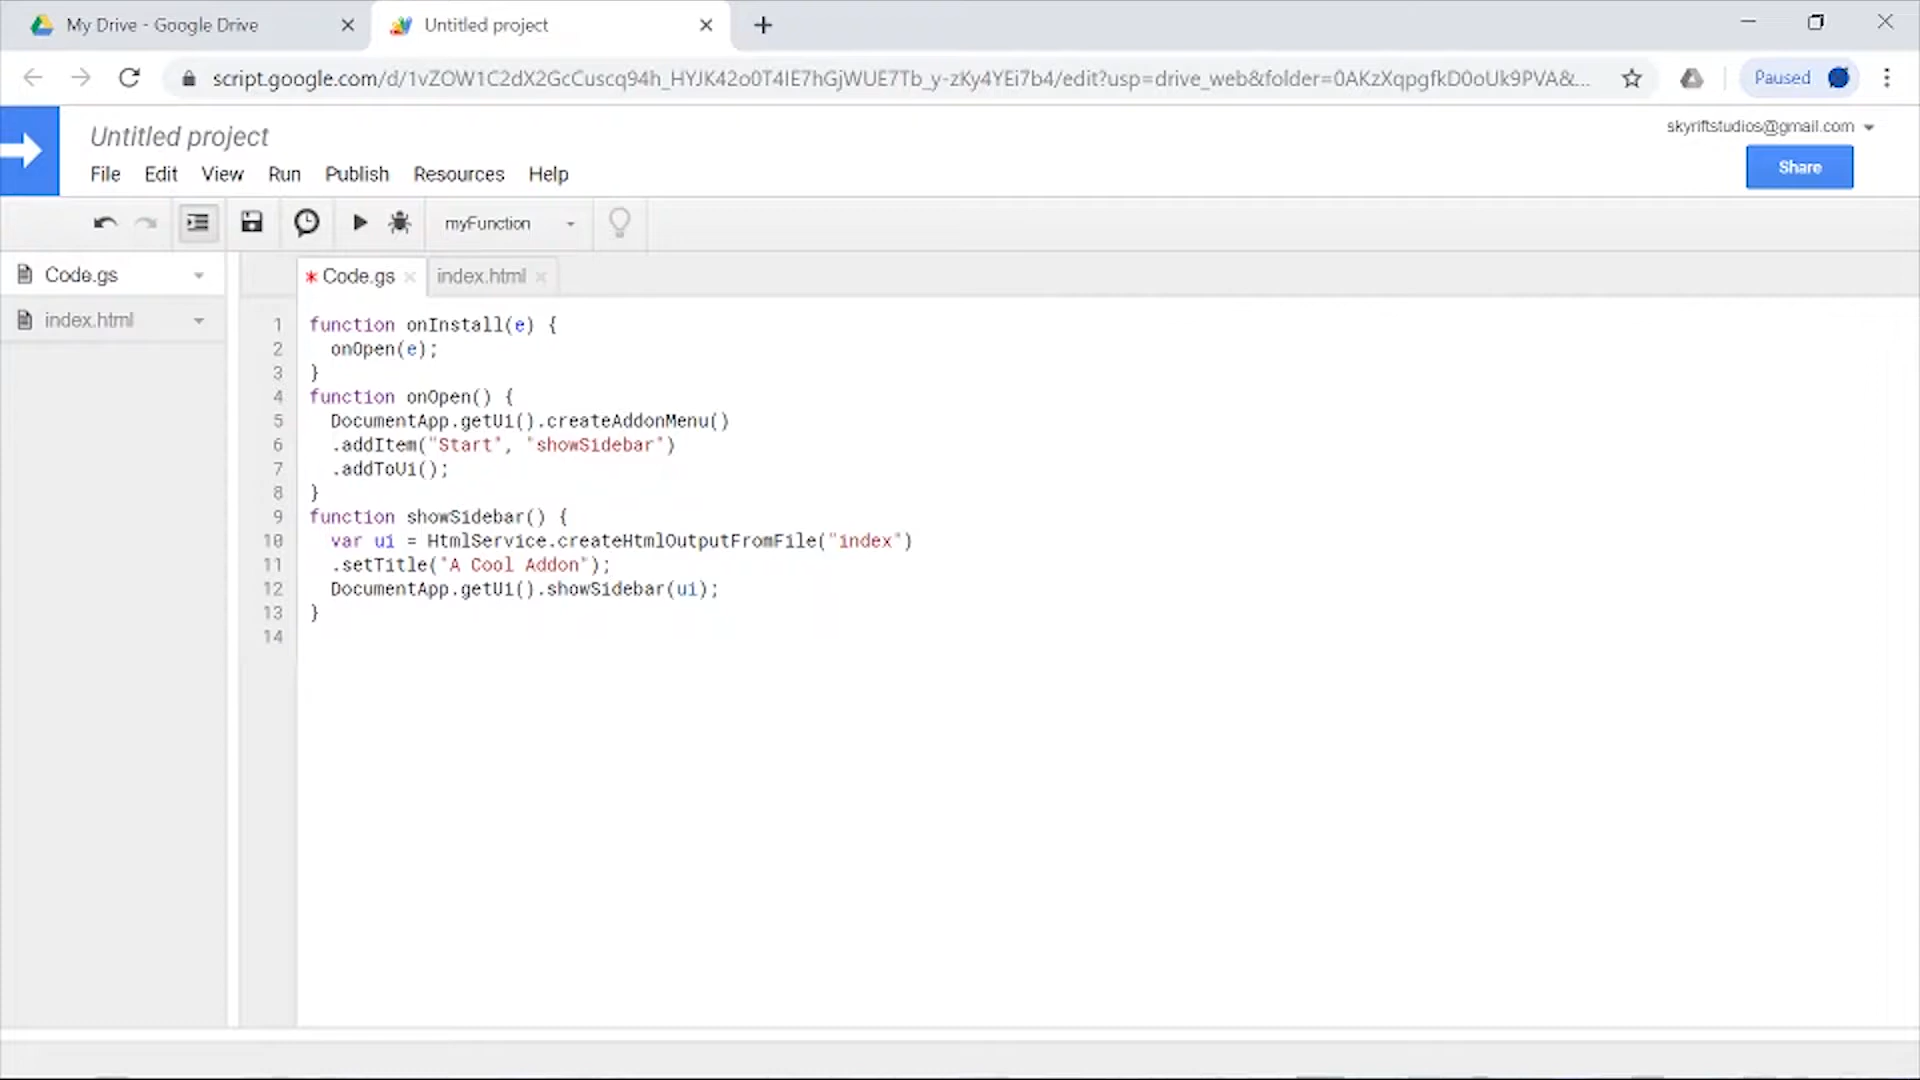 My Drive - Google Drive
Untitled project
script.google.com/d/1vZOW1C2dX2GcCuscq94h_HYJK42o0T4IE7hGjWUE7Tb_y-zKy4YEi7b4/edit?usp=drive_web&folder=0AKzXqpgfkD0oUk9PVA&...
Paused
Untitled project
skyriftstudios@gmail.com
File Edit View Run Publish Resources Help
Share
myFunction
Code.gs
index.html
* Code.gs
index.html
1 function onInstall(e) {
2 onOpen(e);
3 }
4 function onOpen() {
5 DocumentApp.getUi().createAddonMenu()
6 .addItem("Start", "showSidebar")
7 .addToUi();
8 }
9 function showSidebar() {
10 var ui = HtmlService.createHtmlOutputFromFile("index")
11 .setTitle("A Cool Addon");
12 DocumentApp.getUi().showSidebar(ui);
13 }
14